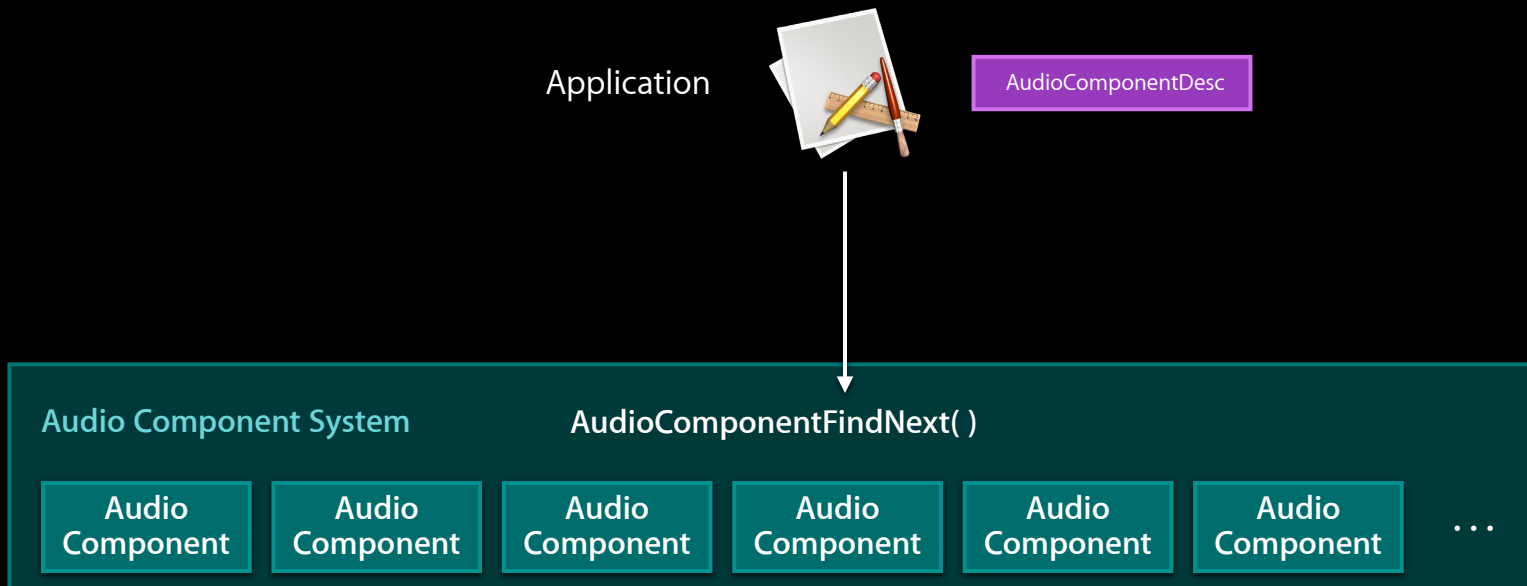 Application
AudioComponentDesc
Audio Component System
AudioComponentFindNext( )
Audio
Component
Audio
Component
Audio
Component
Audio
Component
Audio
Component
Audio
Component
...